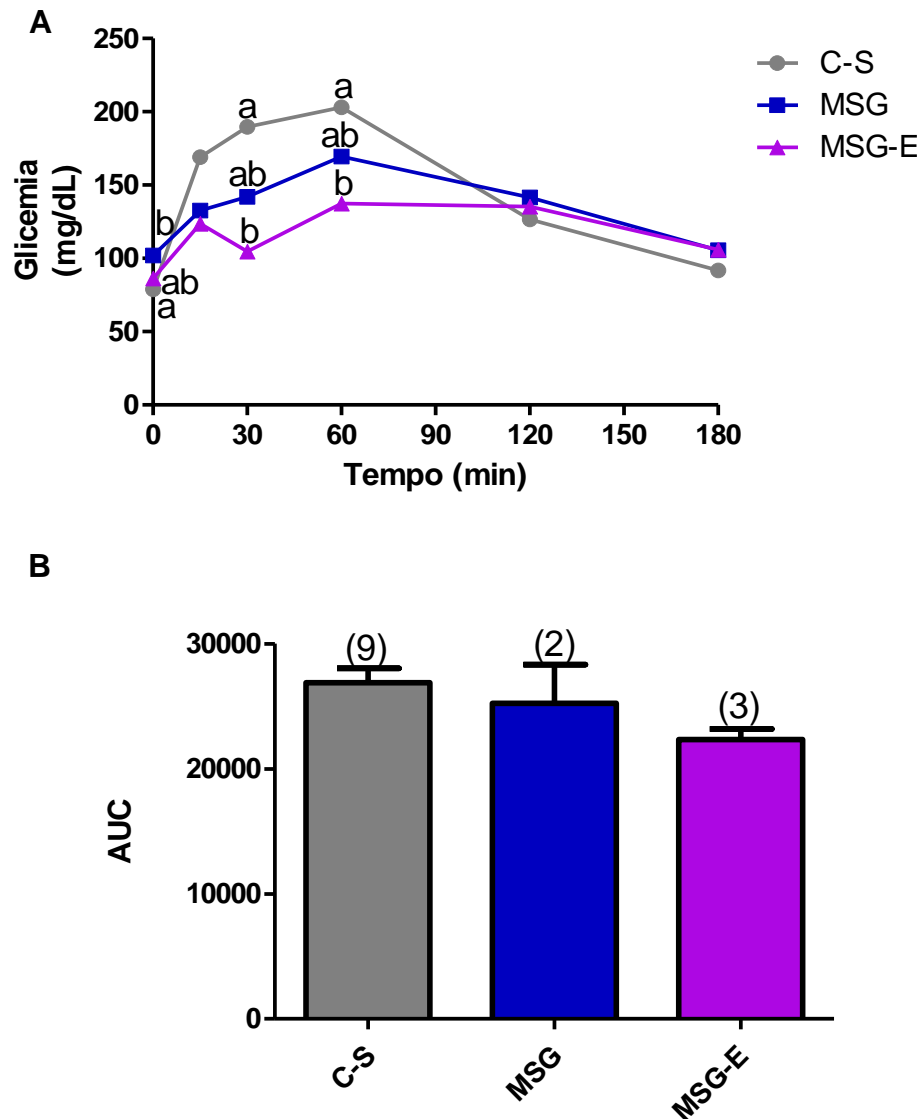 A
250
200
150
100
50
0
Glicemia
(mg/dL)
a
a
ab
ab
b
b
b
ab
a
0 30 60 90 120 150 180
Tempo (min)
C-S
MSG
MSG-E
B
30000
20000
10000
0
AUC
(9)
(2)
(3)
C-S
MSG
MSG-E